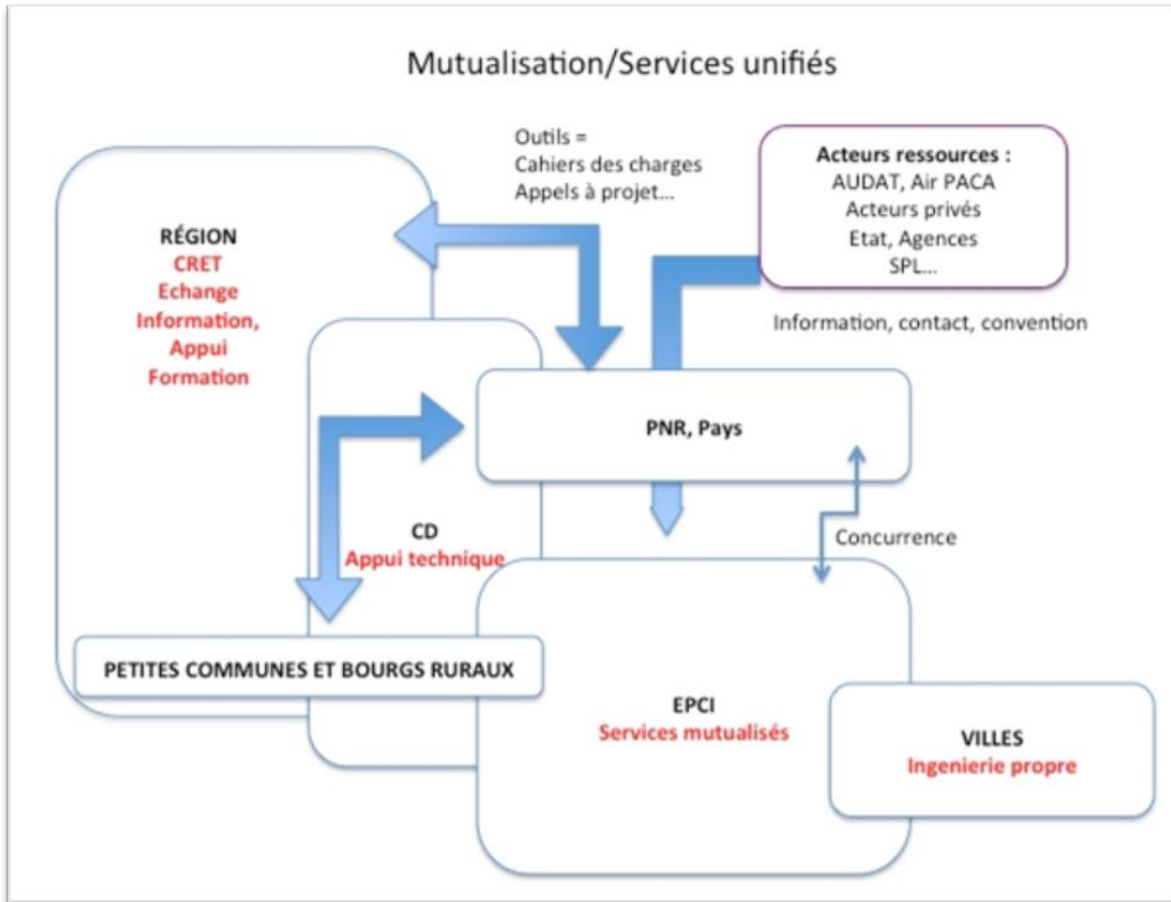 Mutualisation/Services unifiés
Outils =
Cahiers des charges
Appels à projet...
Acteurs ressources :
AUDAT, Air PACA
Acteurs privés
Etat, Agences
SPL...
Information, contact, convention
RÉGION
CRET
Echange
Information,
Appui
Formation
PNR, Pays
CD
Appui technique
Concurrence
PETITES COMMUNES ET BOURGS RURAUX
EPCI
Services mutualisés
VILLES
Ingenierie propre